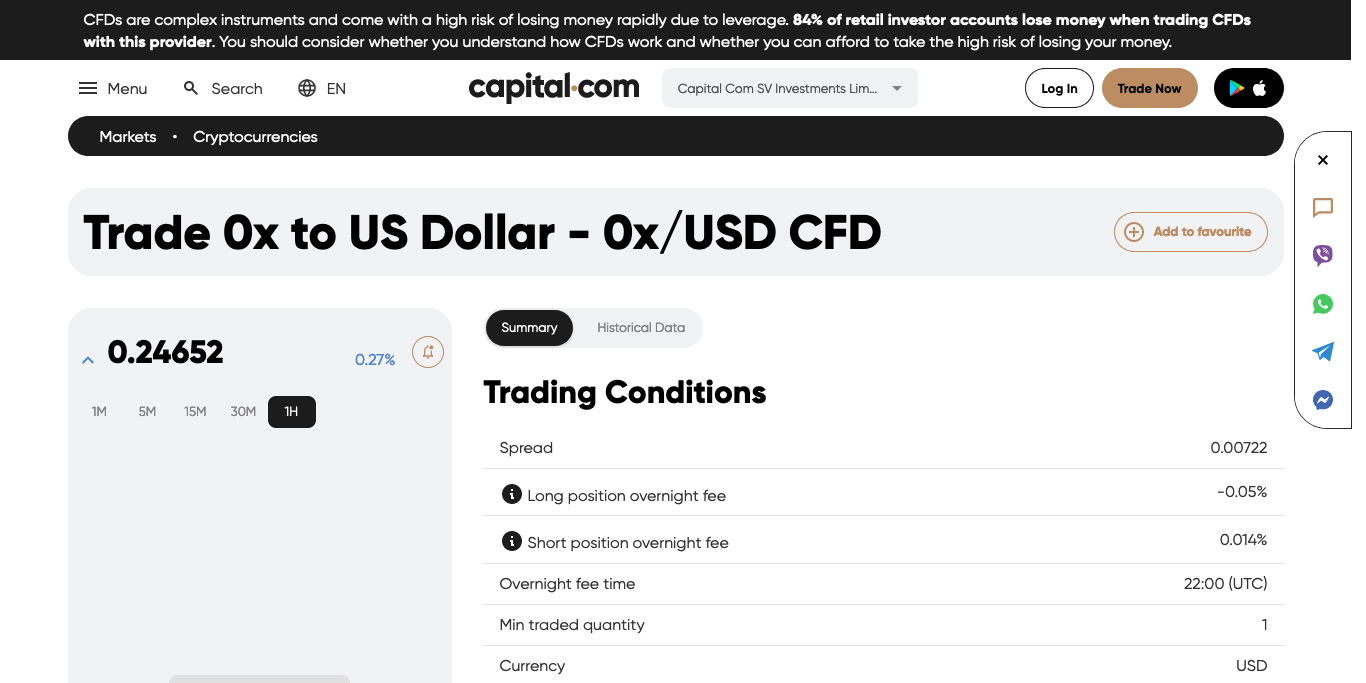 CFDs are complex instruments and come with a high risk of losing money rapidly due to leverage. 84% of retail investor accounts lose money when trading CFDs
with this provider. You should consider whether you understand how CFDs work and whether you can afford to take the high risk of losing your money.
Menu Search EN capital.com Capital Com SV Investments Lim... Log In Trade Now
Markets • Cryptocurrencies
Trade 0x to US Dollar - 0x/USD CFD
Add to favourite
0.24652 0.27%
1M 5M 15M 30M 1H
Summary Historical Data
Trading Conditions
Spread 0.00722
Long position overnight fee -0.05%
Short position overnight fee 0.014%
Overnight fee time 22:00 (UTC)
Min traded quantity 1
Currency USD